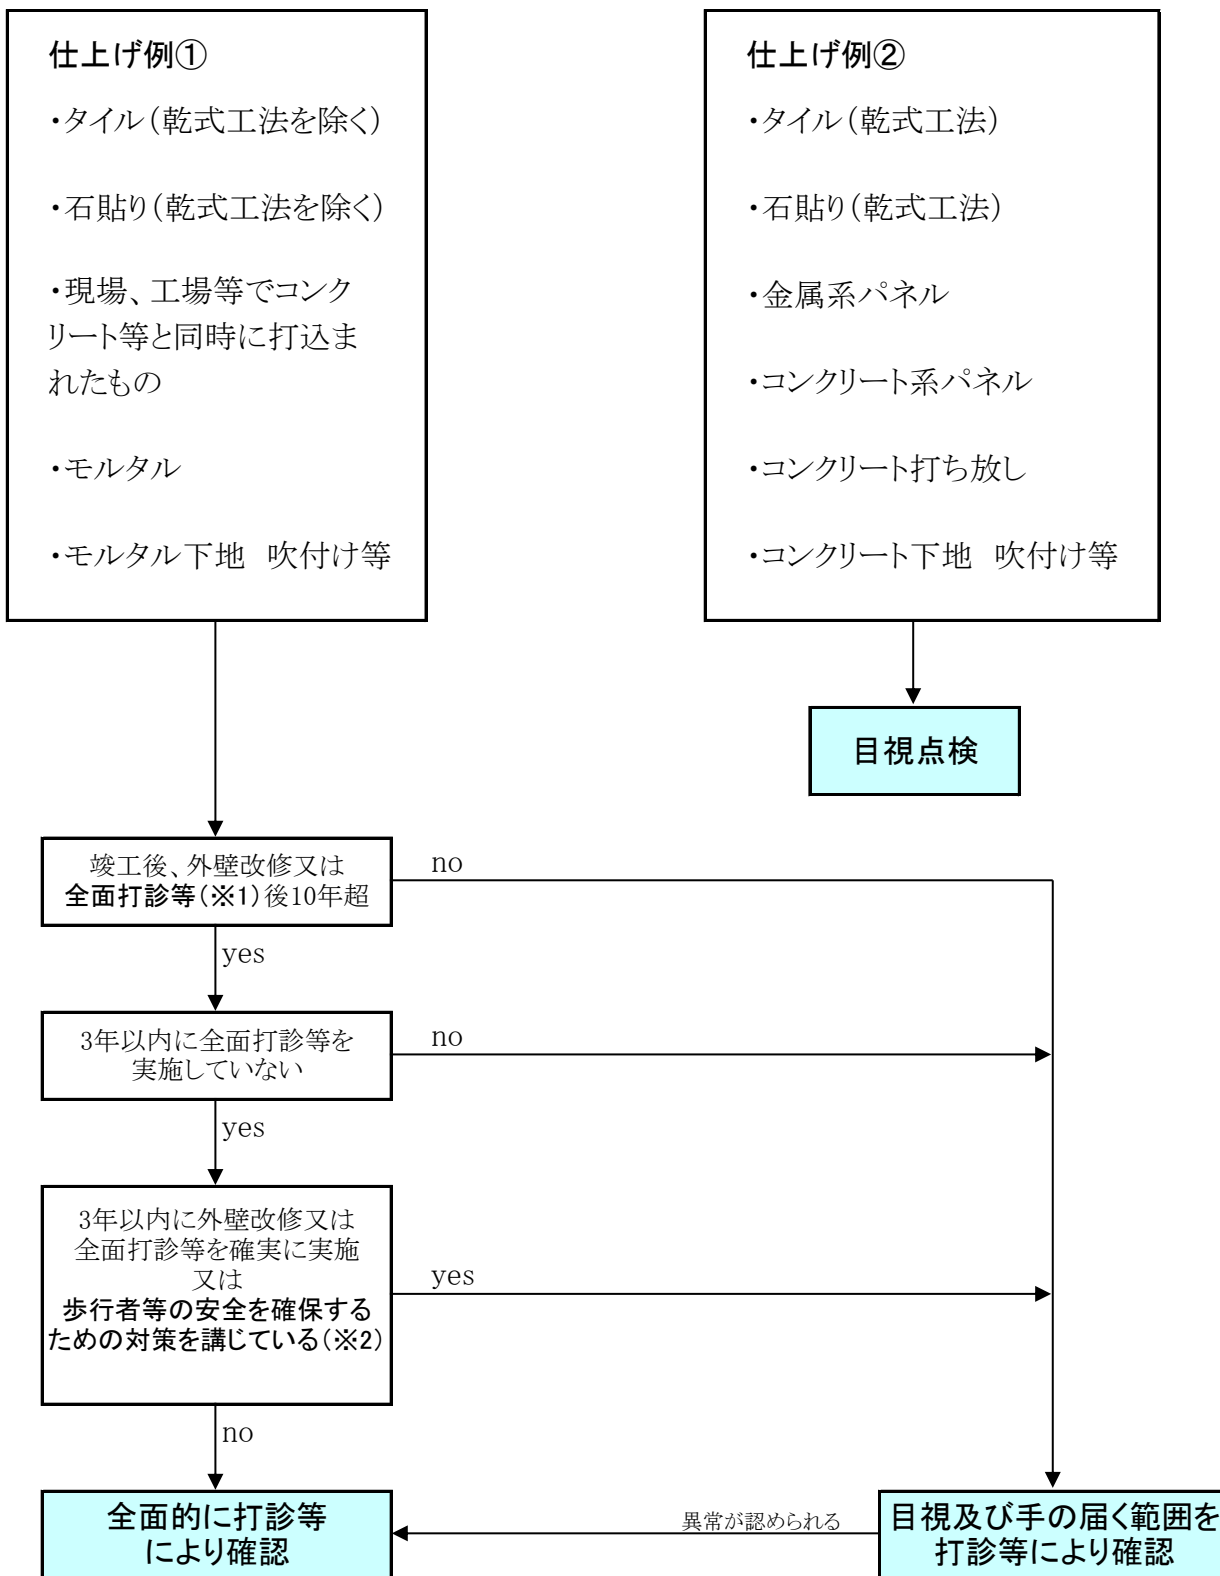 仕上げ例①
・タイル(乾式工法を除く)
・石貼り(乾式工法を除く)
・現場、工場等でコンク
リート等と同時に打込ま
れたもの
・モルタル
・モルタル下地 吹付け等
仕上げ例②
・タイル(乾式工法)
・石貼り(乾式工法)
・金属系パネル
・コンクリート系パネル
・コンクリート打ち放し
・コンクリート下地 吹付け等
目視点検
竣工後、外壁改修又は
全面打診等(※1)後10年超
no
yes
3年以内に全面打診等を
実施していない
no
yes
3年以内に外壁改修又は
全面打診等を確実に実施
又は
歩行者等の安全を確保する
ための対策を講じている(※2)
yes
no
全面的に打診等
により確認
異常が認められる
目視及び手の届く範囲を
打診等により確認